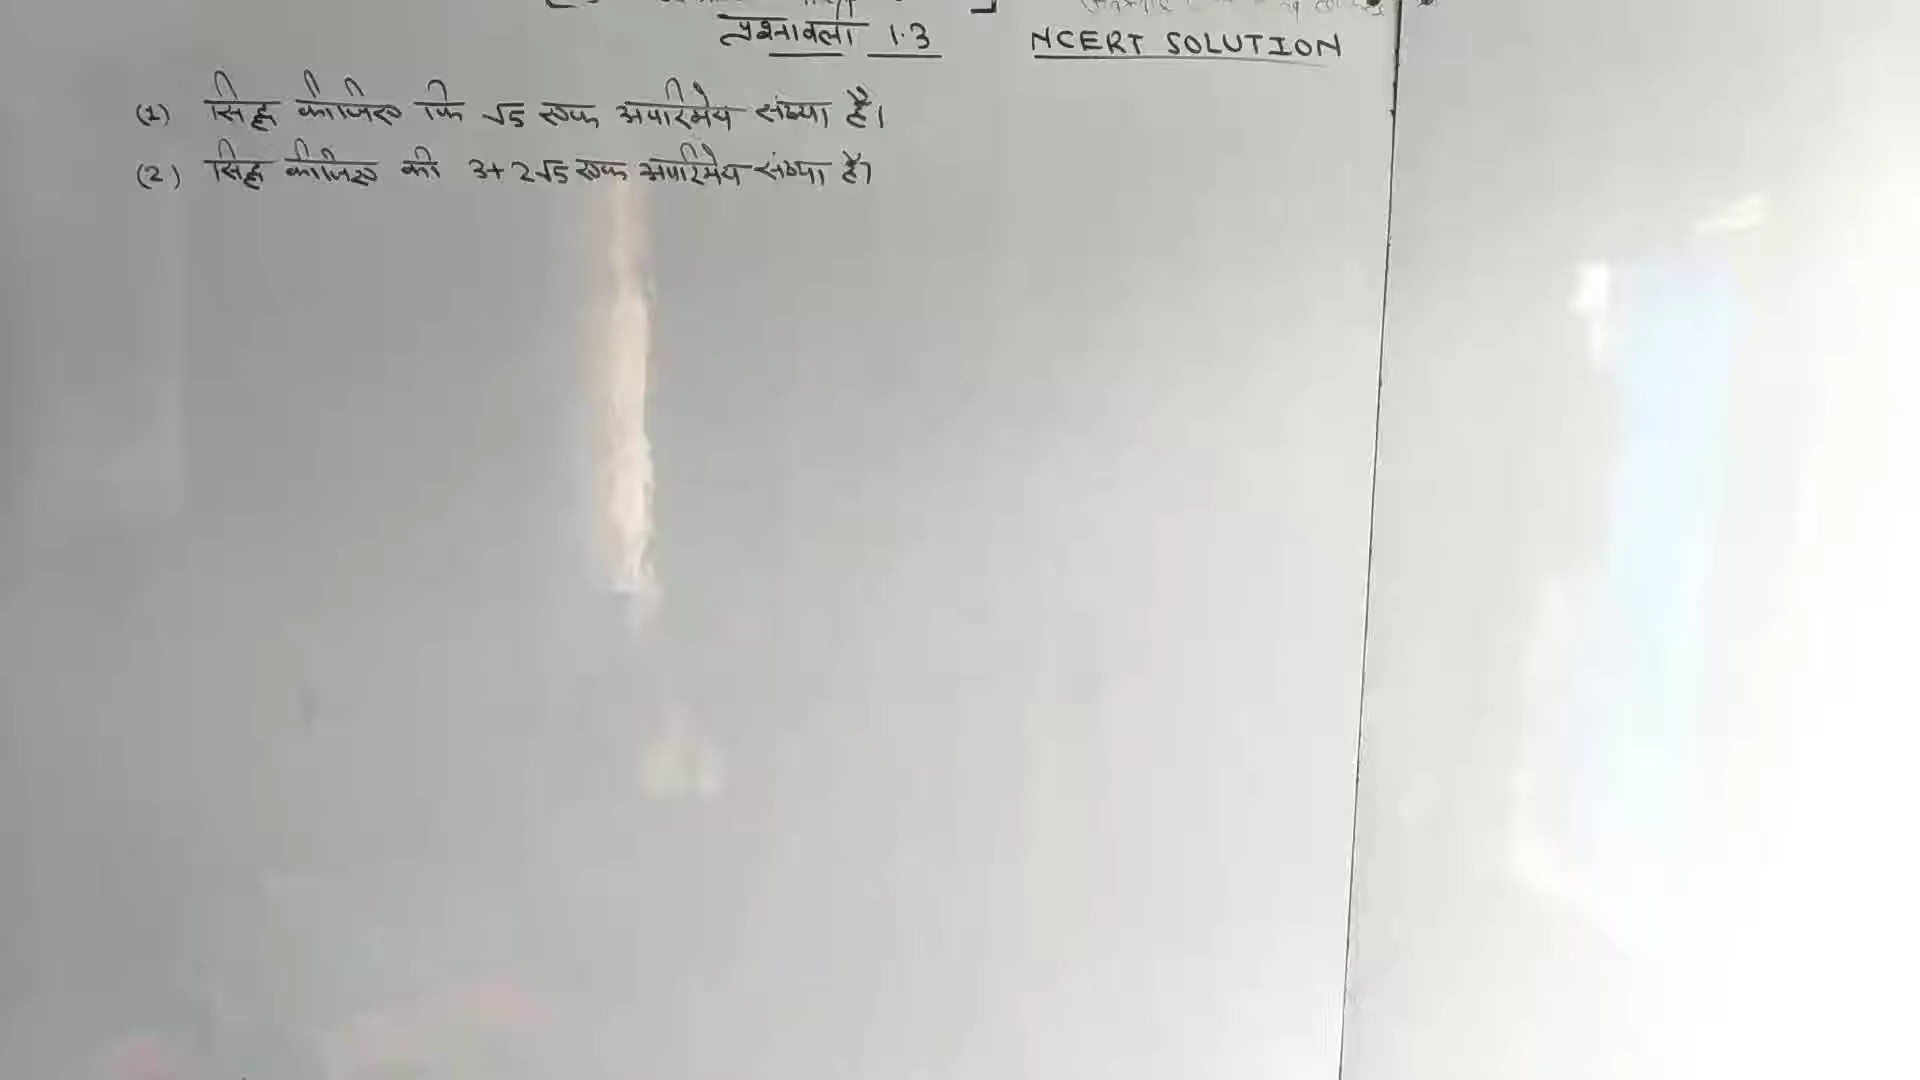 प्रश्नावली 1.3 NCERT SOLUTION
(1) सिद्ध कीजिए कि √5 एक अपरिमेय संख्या है।
(2) सिद्ध कीजिए की 3+2√5 एक अपरिमेय संख्या है।